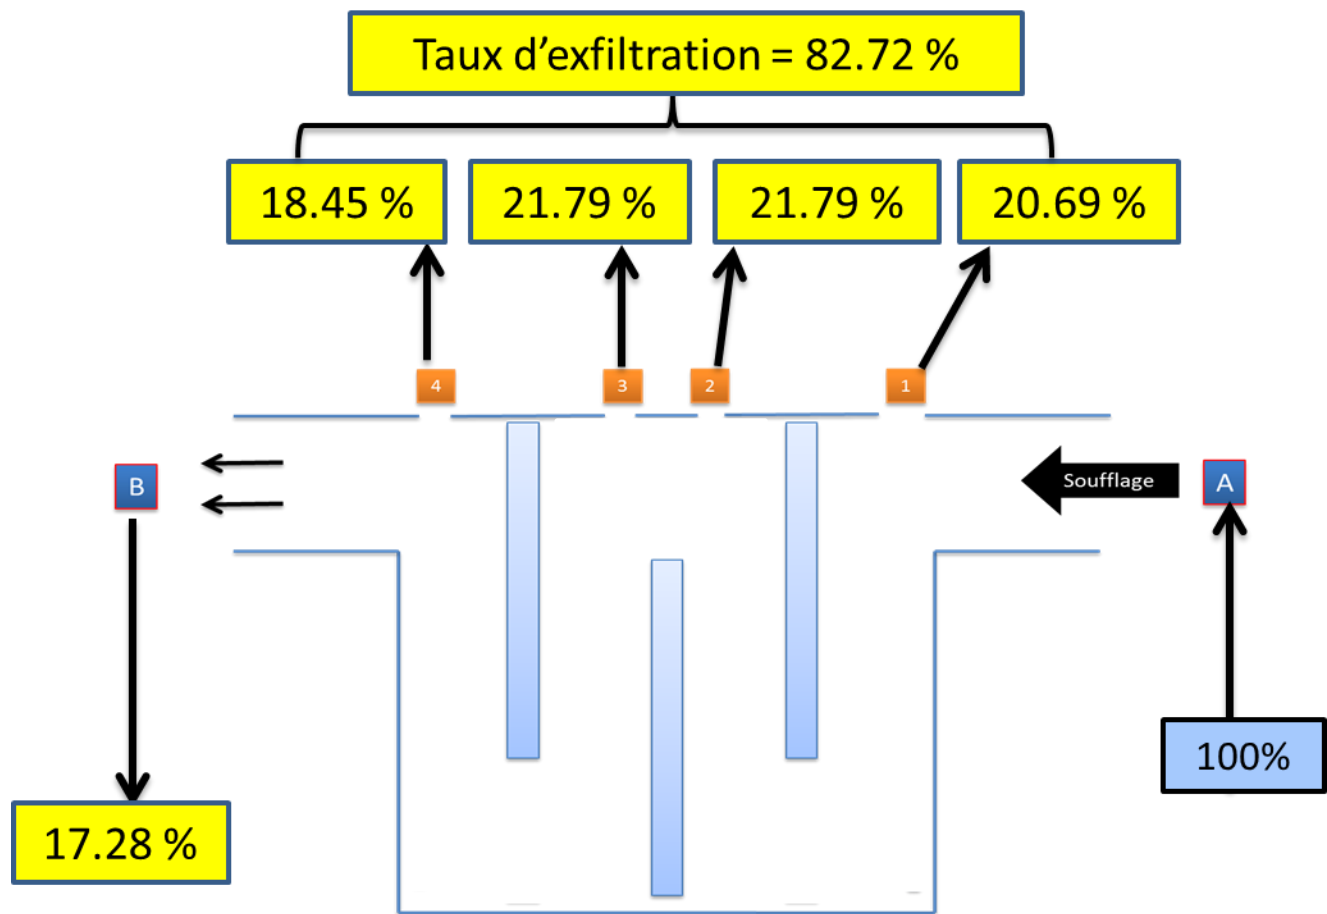 Taux d’exfiltration = 82.72 %
18.45 %
21.79 %
21.79 %
20.69 %
4
3
2
1
B
Soufflage
A
100%
17.28 %